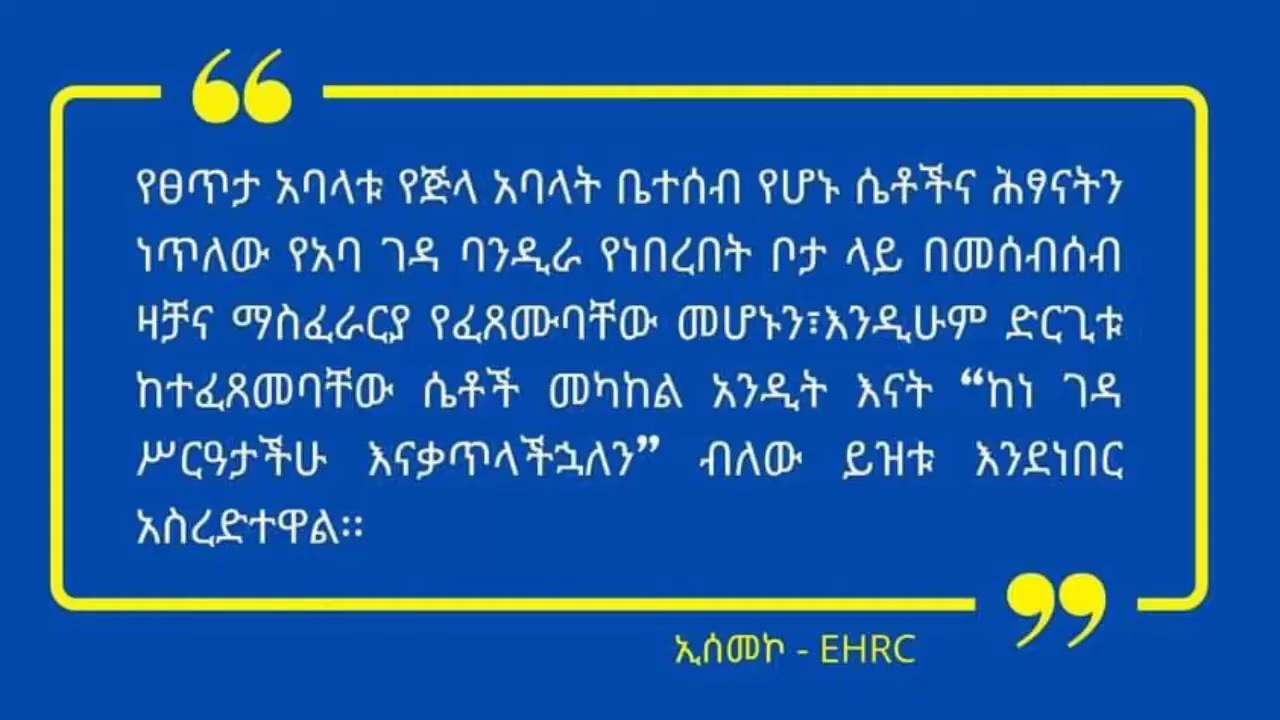 የፀጥታ አባላቱ የጅላ አባላት ቤተሰብ የሆኑ ሴቶችና ሕፃናትን
ነጥለው የአባ ገዳ ባንዲራ የነበረበት ቦታ ላይ በመሰብሰብ
ዛቻና ማስፈራርያ የፈጸሙባቸው መሆኑን፣እንዲሁም ድርጊቱ
ከተፈጸመባቸው ሴቶች መካከል አንዲት እናት “ከነ ገዳ
ሥርዓታችሁ እናቃጥላችኋለን” ብለው ይዝቱ እንደነበር
አስረድተዋል።
ኢሰመኮ - EHRC